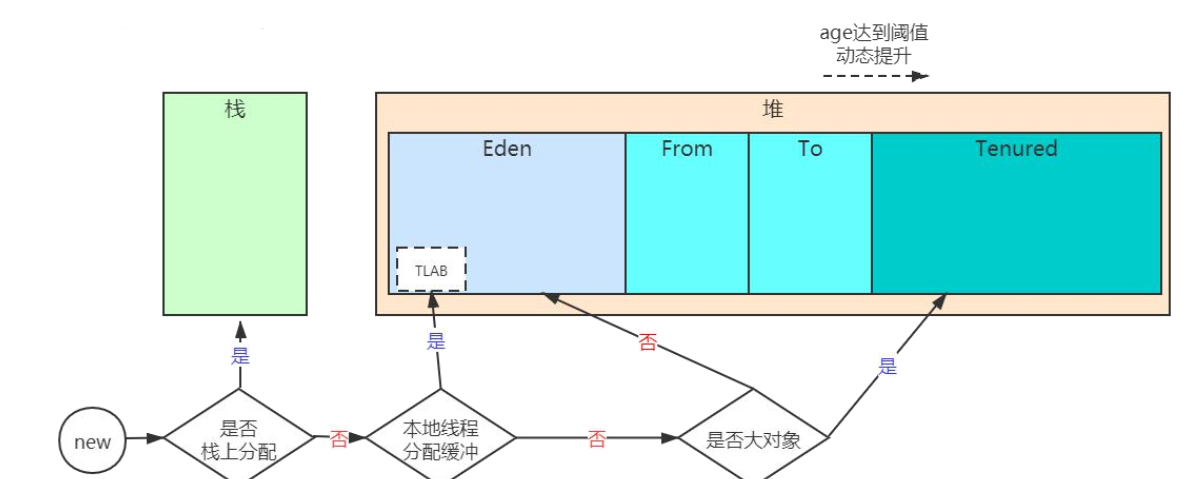 age达到阈值
动态提升
栈
堆
Eden
From
To
Tenured
TLAB
是
是
否
是
new
是否
栈上分配
否
本地线程
分配缓冲
否
是否大对象